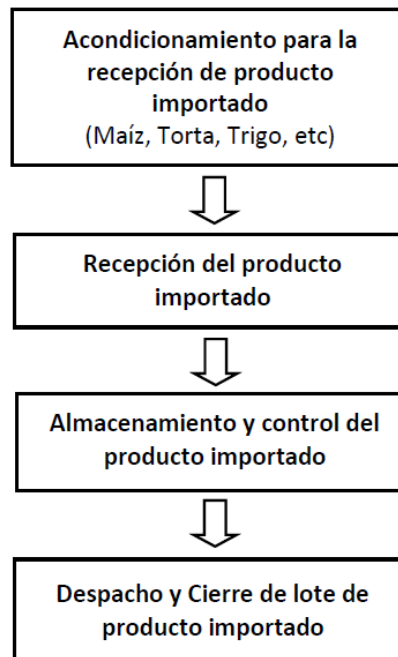 Acondicionamiento para la
recepción de producto
importado
(Maíz, Torta, Trigo, etc)
Recepción del producto
importado
Almacenamiento y control del
producto importado
Despacho y Cierre de lote de
producto importado